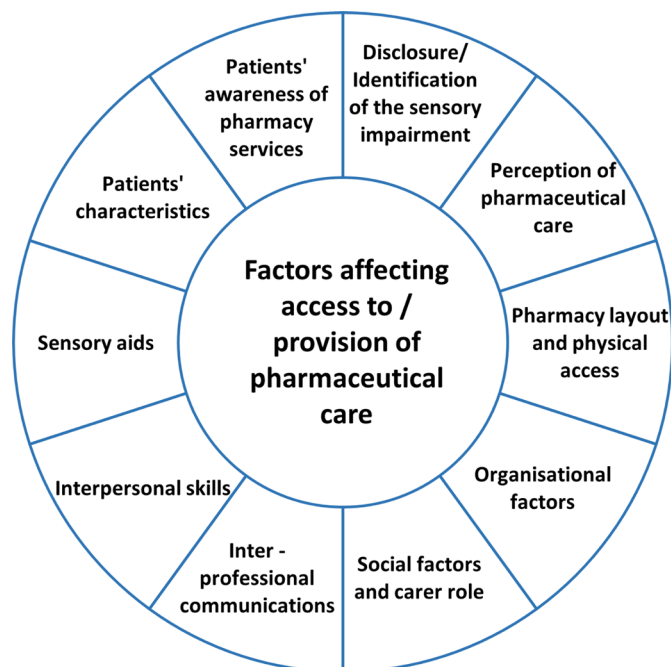 Disclosure/
Identification
of the sensory
impairment
Perception of
pharmaceutical
care
Pharmacy layout
and physical
access
Organisational
factors
Social factors
and carer role
Inter -
professional
communications
Interpersonal skills
Sensory aids
Patients'
characteristics
Patients'
awareness of
pharmacy
services
Factors affecting
access to /
provision of
pharmaceutical
care